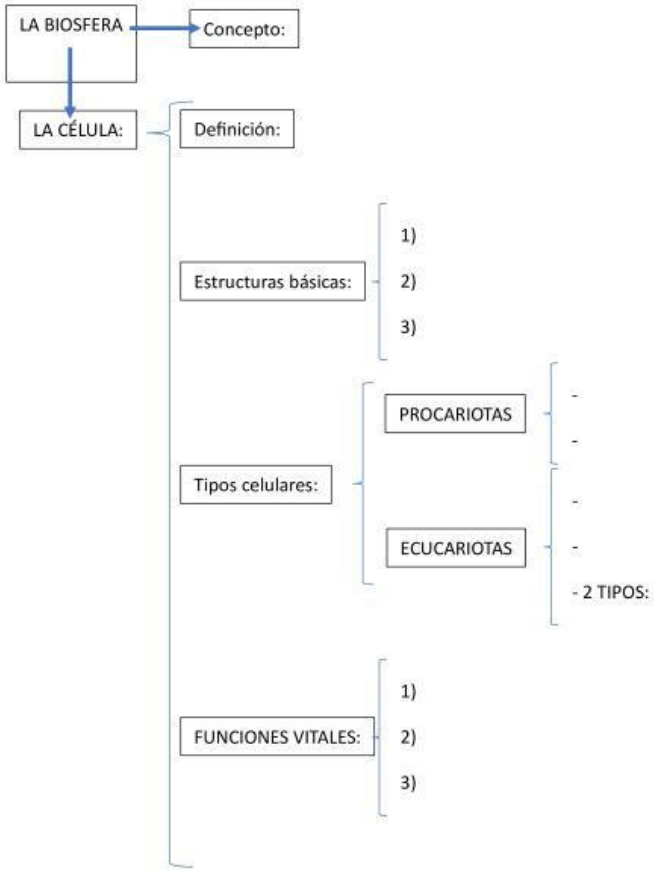 LA BIOSFERA
Concepto:
LA CÉLULA:
Definición:
Estructuras básicas:
1)
2)
3)
Tipos celulares:
PROCARIOTAS
-
-
ECUCARIOTAS
-
-
- 2 TIPOS:
FUNCIONES VITALES:
1)
2)
3)